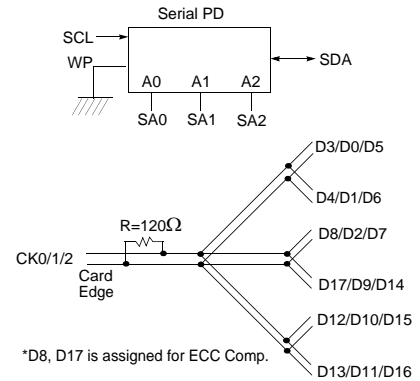 Serial PD
SCL
WP
SDA
A0 A1 A2
SA0 SA1 SA2
D3/D0/D5
D4/D1/D6
R=120Ω
D8/D2/D7
CK0/1/2
Card
Edge
D17/D9/D14
D12/D10/D15
*D8, D17 is assigned for ECC Comp.
D13/D11/D16